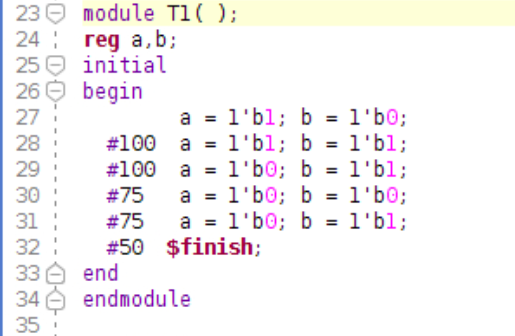 23 module T1( );
24 reg a,b;
25 initial
26 begin
27 a = 1'b1; b = 1'b0;
28 #100 a = 1'b1; b = 1'b1;
29 #100 a = 1'b0; b = 1'b1;
30 #75 a = 1'b0; b = 1'b0;
31 #75 a = 1'b0; b = 1'b1;
32 #50 $finish;
33 end
34 endmodule
35